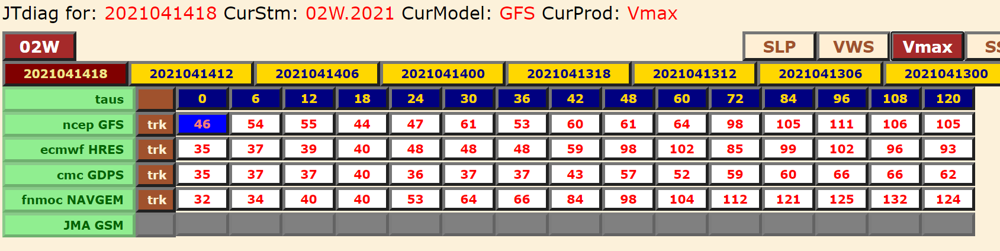 JTdiag for: 2021041418 CurStm: 02W.2021 CurModel: GFS CurProd: Vmax
02W SLP VWS Vmax
2021041418 2021041412 2021041406 2021041400 2021041318 2021041312 2021041306 2021041300
taus 0 6 12 18 24 30 36 42 48 60 72 84 96 108 120
ncep GFS trk 46 54 55 44 47 61 53 60 61 64 98 105 111 106 105
ecmwf HRES trk 35 37 39 40 48 48 48 59 98 102 85 99 102 96 93
cmc GDPS trk 35 37 37 40 36 37 37 43 57 52 59 60 66 66 62
fnmoc NAVGEM trk 32 34 40 40 53 64 66 84 98 104 112 121 125 132 124
JMA GSM